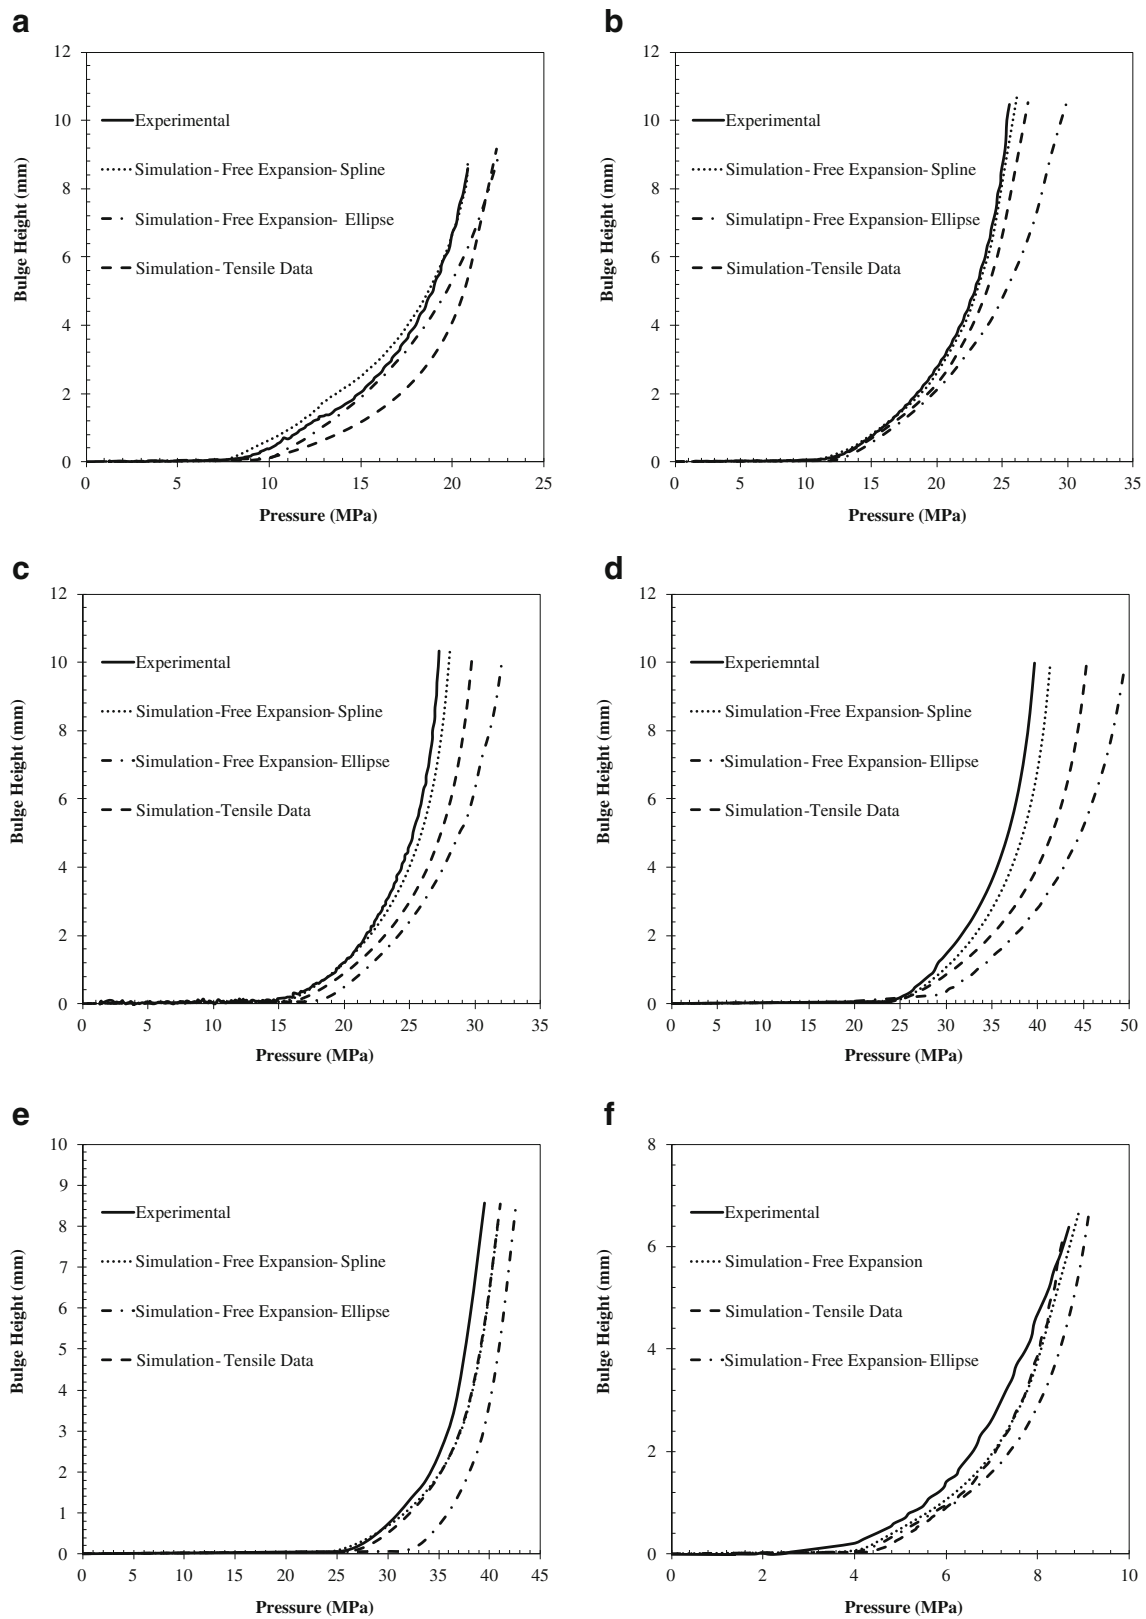 a
12
10
8
6
4
2
0
Bulge Height (mm)
Experimental
Simulation-Free Expansion-Spline
Simulation-Free Expansion- Ellipse
Simulation-Tensile Data
0 5 10 15 20 25
Pressure (MPa)
b
12
10
8
6
4
2
0
Bulge Height (mm)
Experimental
Simulation-Free Expansion-Spline
Simulatipn-Free Expansion-Ellipse
Simulation-Tensile Data
0 5 10 15 20 25 30 35
Pressure (MPa)
c
12
10
8
6
4
2
0
Bulge Height (mm)
Experimental
Simulation-Free Expansion-Spline
Simulation-Free Expansion-Ellipse
Simulation-Tensile Data
0 5 10 15 20 25 30 35
Pressure (MPa)
d
12
10
8
6
4
2
0
Bulge Height (mm)
Experiemntal
Simulation-Free Expansion-Spline
Simulation-Free Expansion-Ellipse
Simulation-Tensile Data
0 5 10 15 20 25 30 35 40 45 50
Pressure (MPa)
e
10
9
8
7
6
5
4
3
2
1
0
Bulge Height (mm)
Experimental
Simulation-Free Expansion-Spline
Simulation-Free Expansion-Ellipse
Simulation-Tensile Data
0 5 10 15 20 25 30 35 40 45
Pressure (MPa)
f
8
6
4
2
0
Bulge Height (mm)
Experimental
Simulation-Free Expansion
Simulation-Tensile Data
Simulation-Free Expansion-Ellipse
0 2 4 6 8 10
Pressure (MPa)